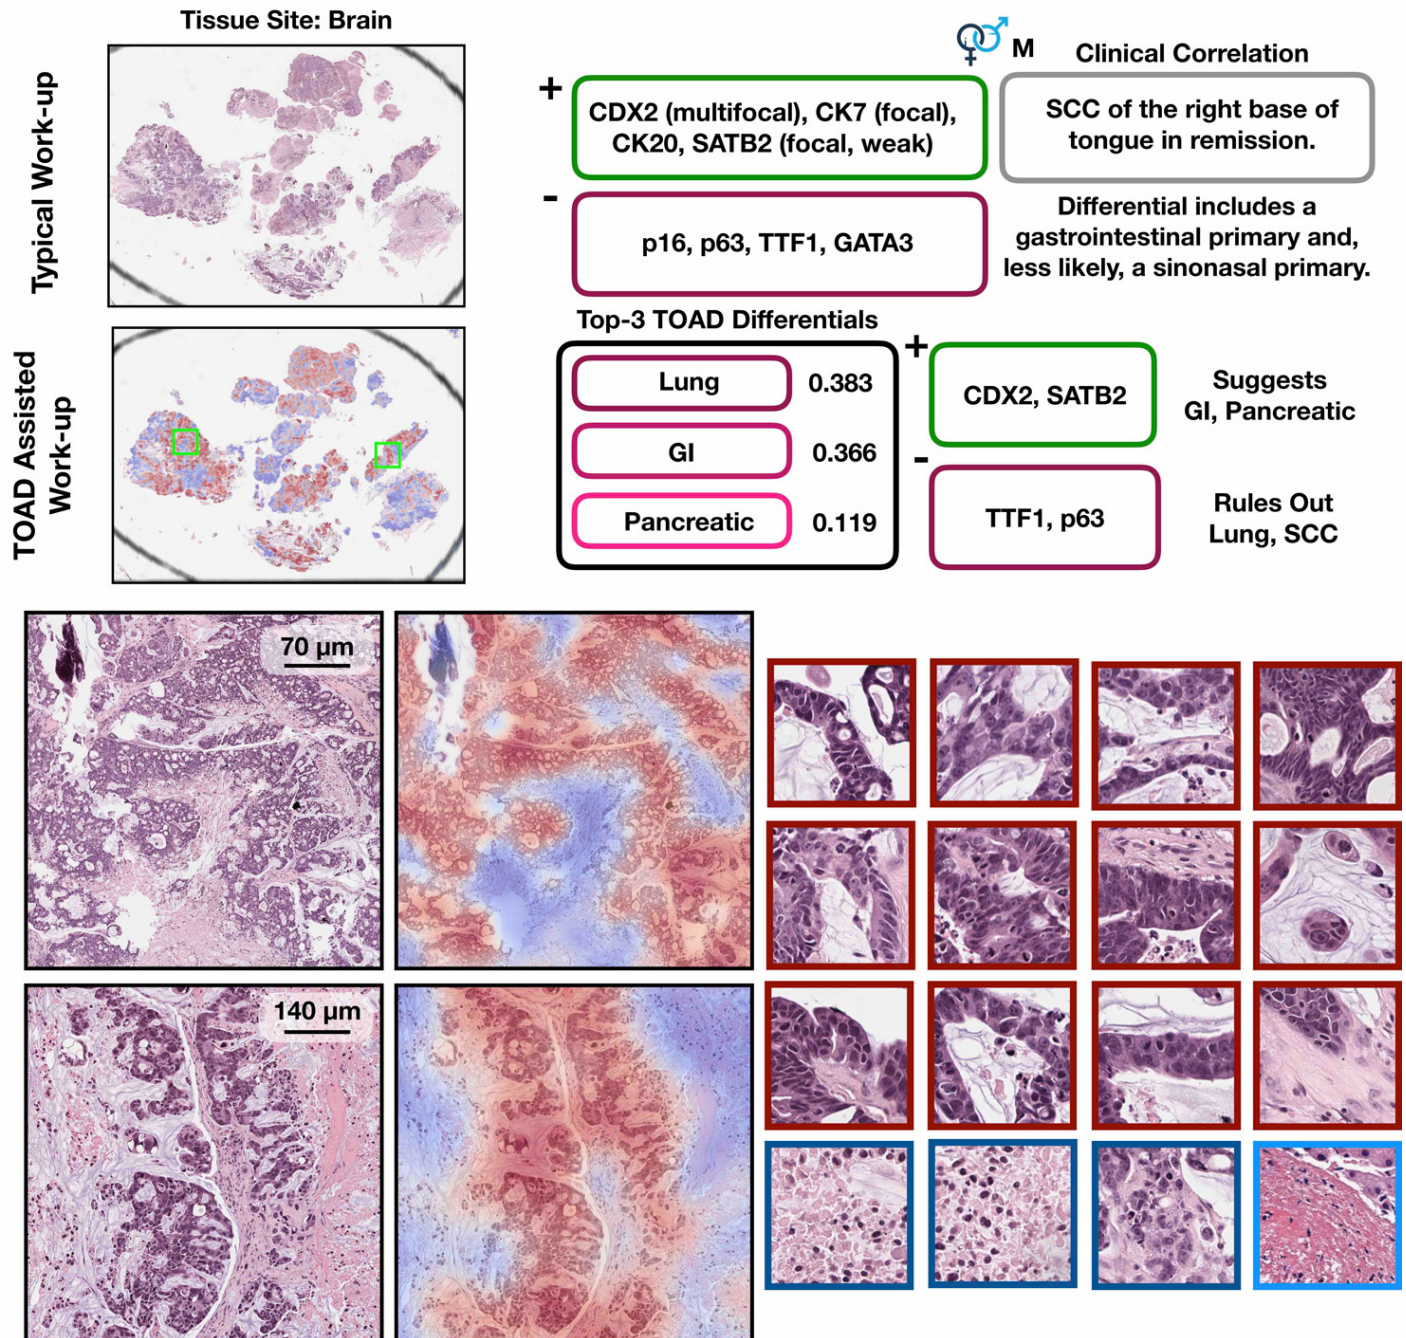 Tissue Site: Brain
Typical Work-up
M
Clinical Correlation
+
CDX2 (multifocal), CK7 (focal),
CK20, SATB2 (focal, weak)
SCC of the right base of
tongue in remission.
-
p16, p63, TTF1, GATA3
Differential includes a
gastrointestinal primary and,
less likely, a sinonasal primary.
TOAD Assisted
Work-up
Top-3 TOAD Differentials
Lung 0.383
GI 0.366
Pancreatic 0.119
+
CDX2, SATB2
Suggests
GI, Pancreatic
-
TTF1, p63
Rules Out
Lung, SCC
70 μm
140 μm